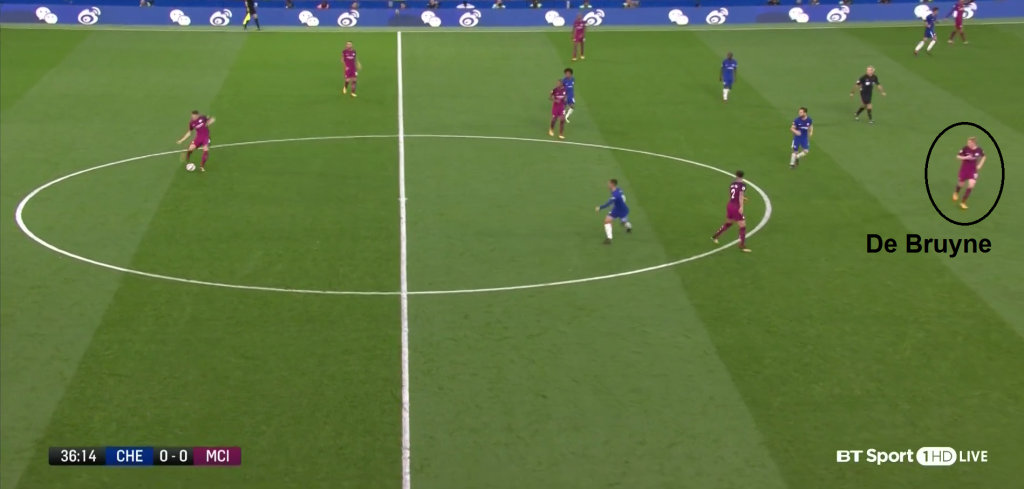 De Bruyne
36:14 CHE 0-0 MCI
BT Sport 1HD LIVE